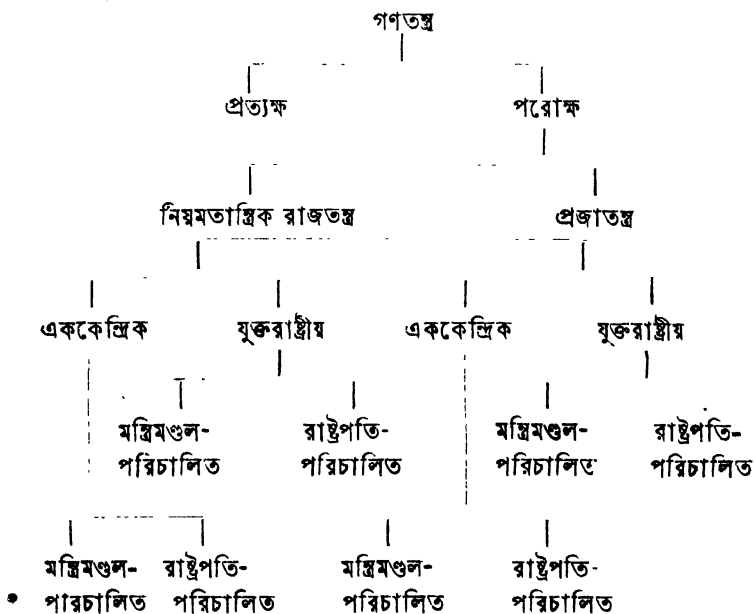 গণতন্ত্র
প্রত্যক্ষ পরোক্ষ
নিয়মতান্ত্রিক রাজতন্ত্র প্রজাতন্ত্র
এককেন্দ্রিক যুক্তরাষ্ট্রীয় এককেন্দ্রিক যুক্তরাষ্ট্রীয়
মন্ত্রিমণ্ডল- রাষ্ট্রপতি- মন্ত্রিমণ্ডল- রাষ্ট্রপতি-
পরিচালিত পরিচালিত পরিচালিত পরিচালিত
মন্ত্রিমণ্ডল- রাষ্ট্রপতি- মন্ত্রিমণ্ডল- রাষ্ট্রপতি-
পারচালিত পরিচালিত পরিচালিত পরিচালিত